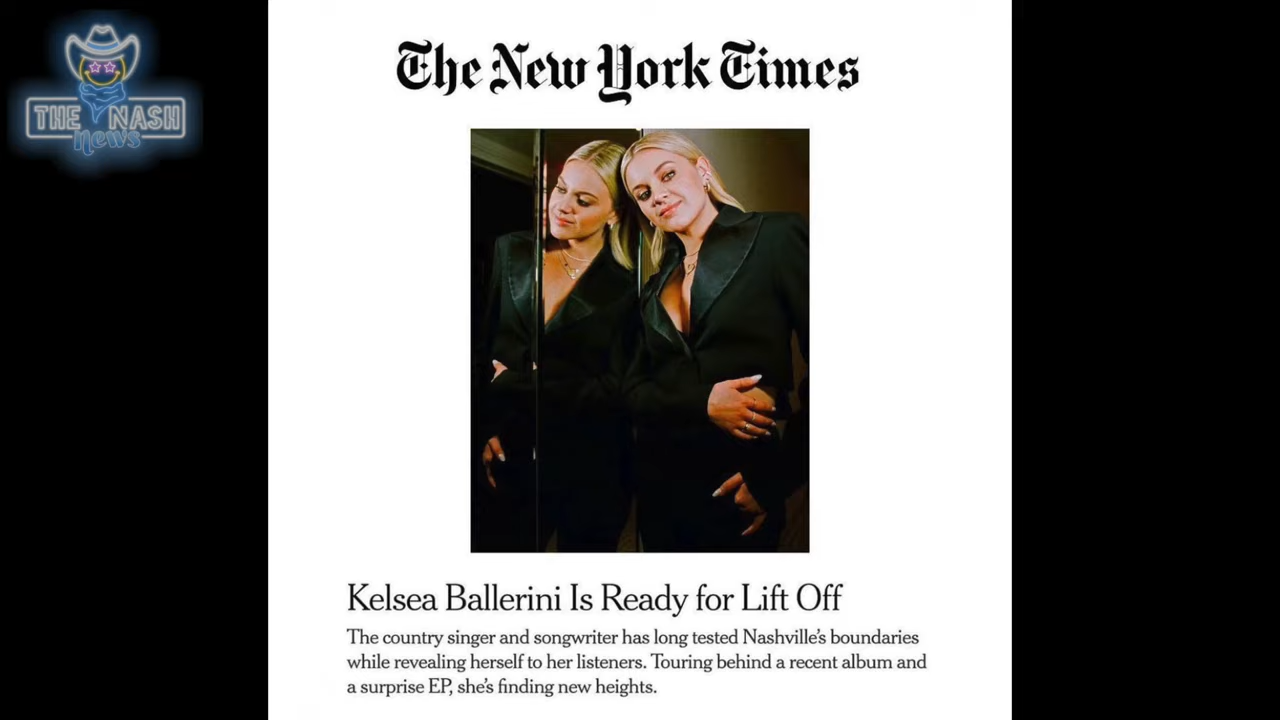 THE NASH
News
The New York Times
Kelsea Ballerini Is Ready for Lift Off
The country singer and songwriter has long tested Nashville's boundaries
while revealing herself to her listeners. Touring behind a recent album and
a surprise EP, she's finding new heights.